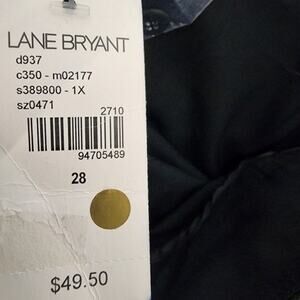 LANE BRYANT
d937
c350 - m02177
s389800 - 1X
sz0471
2710
94705489
28
$49.50